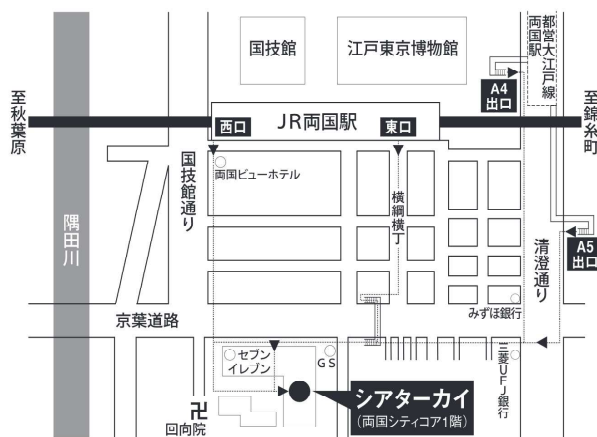 国技館
江戸東京博物館
都営大江戸線
両国駅
A4
出口
至秋葉原
西口
JR両国駅
東口
至錦糸町
国技館通り
両国ビューホテル
横綱横丁
隅田川
清澄通り
A5
出口
京葉道路
みずほ銀行
セブン
イレブン
GS
三菱UFJ銀行
シアターカイ
(両国シティコア1階)
卍
回向院